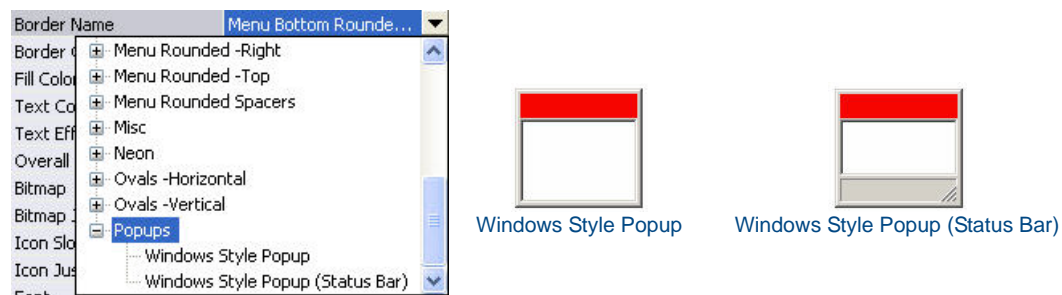 Border Name Menu Bottom Rounde...
Border
Menu Rounded -Right
Fill Color
Menu Rounded -Top
Text Co
Menu Rounded Spacers
Text Eff
Misc
Overall
Neon
Bitmap
Ovals -Horizontal
Bitmap J
Ovals -Vertical
Icon Slo
Popups
Icon Jus
Windows Style Popup
Windows Style Popup (Status Bar)
Windows Style Popup
Windows Style Popup (Status Bar)